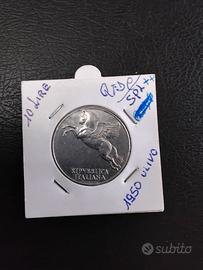 10 LIRE
QFDC/
SPL++
REPVBBLICA
ITALIANA
1950 ULIVO
subito